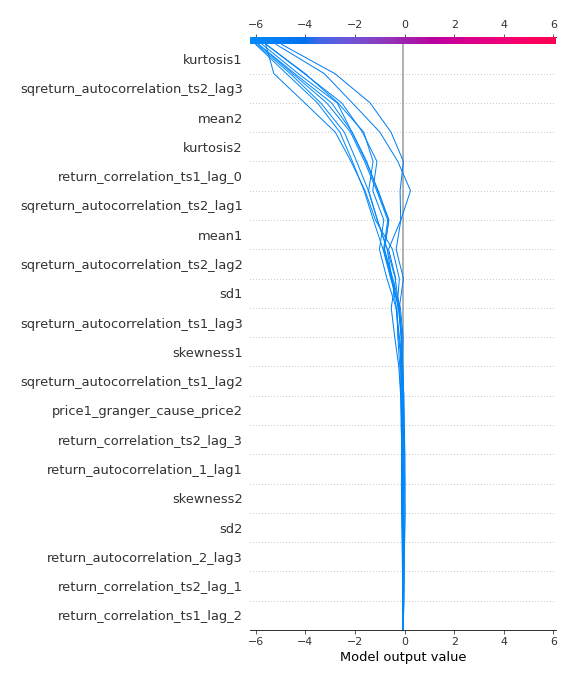 −6 −4 −2 0 2 4 6
kurtosis1
sqreturn_autocorrelation_ts2_lag3
mean2
kurtosis2
return_correlation_ts1_lag_0
sqreturn_autocorrelation_ts2_lag1
mean1
sqreturn_autocorrelation_ts2_lag2
sd1
sqreturn_autocorrelation_ts1_lag3
skewness1
sqreturn_autocorrelation_ts1_lag2
price1_granger_cause_price2
return_correlation_ts2_lag_3
return_autocorrelation_1_lag1
skewness2
sd2
return_autocorrelation_2_lag3
return_correlation_ts2_lag_1
return_correlation_ts1_lag_2
−6 −4 −2 0 2 4 6
Model output value